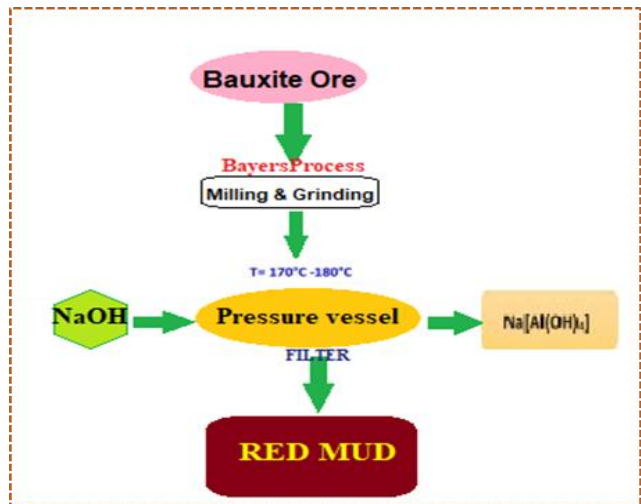 Bauxite Ore
BayersProcess
Milling & Grinding
T= 170°C -180°C
NaOH
Pressure vessel
Na[Al(OH)₄]
FILTER
RED MUD